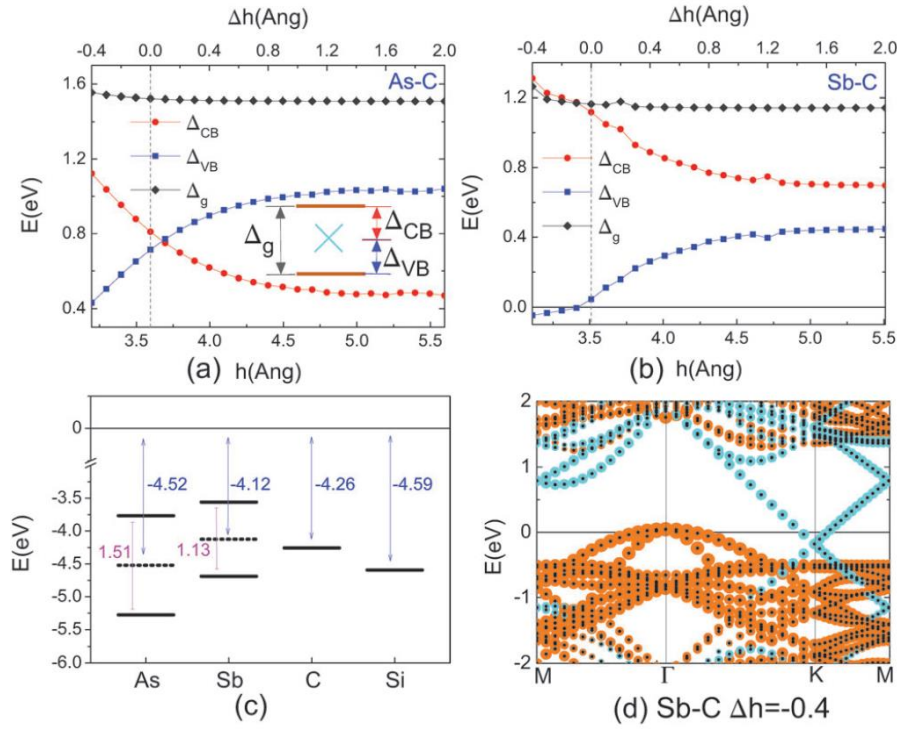 Δh(Ang)
-0.4 0.0 0.4 0.8 1.2 1.6 2.0
As-C
E(eV)
1.6
1.2
0.8
0.4
Δ_CB
Δ_VB
Δ_g
Δ_g
Δ_CB
Δ_VB
3.5 4.0 4.5 5.0 5.5
(a) h(Ang)
Δh(Ang)
-0.4 0.0 0.4 0.8 1.2 1.6 2.0
Sb-C
E(eV)
1.2
0.8
0.4
0.0
Δ_CB
Δ_VB
Δ_g
3.5 4.0 4.5 5.0 5.5
(b) h(Ang)
E(eV)
0
-3.5
-4.0
-4.5
-5.0
-5.5
-6.0
-4.52
-4.12
-4.26
-4.59
1.51
1.13
As Sb C Si
(c)
E(eV)
2
1
0
-1
-2
M Γ K M
(d) Sb-C Δh=-0.4